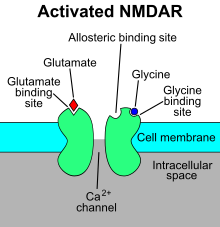 Activated NMDAR
Allosteric binding site
Glutamate
Glycine
Glutamate
binding
site
Glycine
binding
site
Cell membrane
Intracellular
space
Ca2+
channel